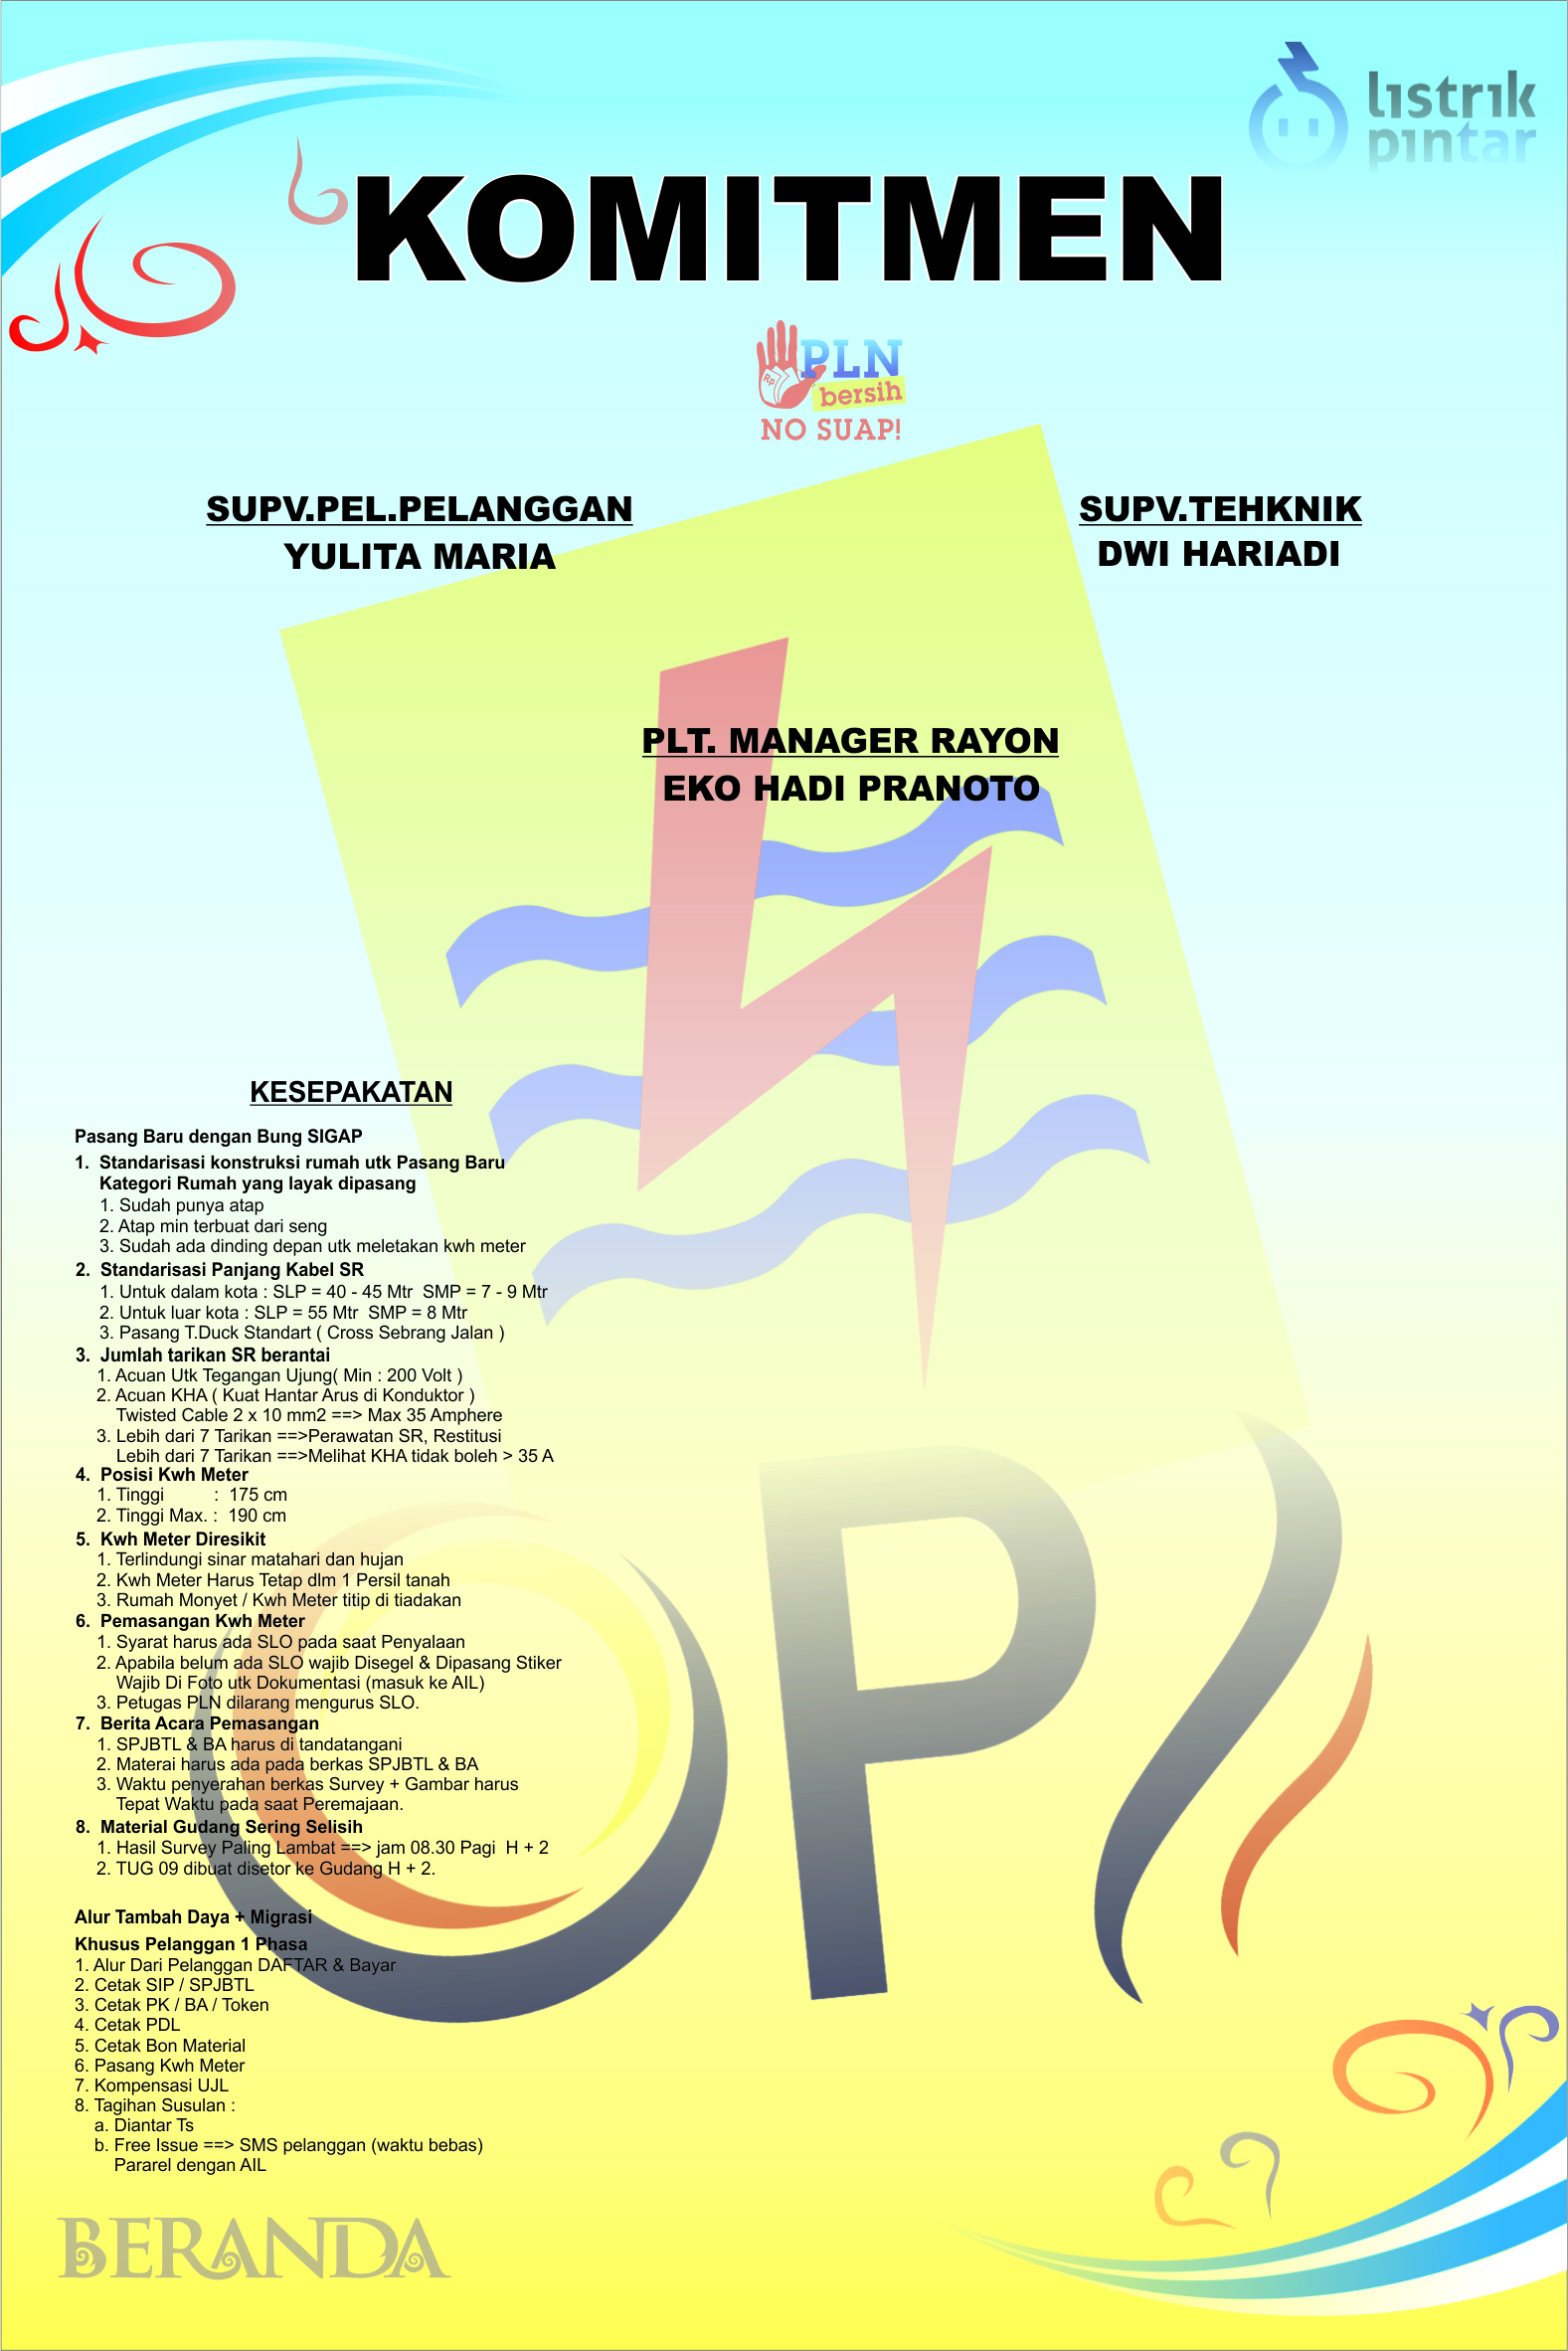 listrik
pintar
KOMITMEN
Rp
PLN
bersih
NO SUAP!
SUPV.PEL.PELANGGAN
YULITA MARIA
SUPV.TEHKNIK
DWI HARIADI
PLT. MANAGER RAYON
EKO HADI PRANOTO
KESEPAKATAN
Pasang Baru dengan Bung SIGAP
1. Standarisasi konstruksi rumah utk Pasang Baru
Kategori Rumah yang layak dipasang
1. Sudah punya atap
2. Atap min terbuat dari seng
3. Sudah ada dinding depan utk meletakan kwh meter
2. Standarisasi Panjang Kabel SR
1. Untuk dalam kota : SLP = 40 - 45 Mtr SMP = 7 - 9 Mtr
2. Untuk luar kota : SLP = 55 Mtr SMP = 8 Mtr
3. Pasang T.Duck Standart ( Cross Sebrang Jalan )
3. Jumlah tarikan SR berantai
1. Acuan Utk Tegangan Ujung( Min : 200 Volt )
2. Acuan KHA ( Kuat Hantar Arus di Konduktor )
Twisted Cable 2 x 10 mm2 ==> Max 35 Amphere
3. Lebih dari 7 Tarikan ==>Perawatan SR, Restitusi
Lebih dari 7 Tarikan ==>Melihat KHA tidak boleh > 35 A
4. Posisi Kwh Meter
1. Tinggi : 175 cm
2. Tinggi Max. : 190 cm
5. Kwh Meter Diresikit
1. Terlindungi sinar matahari dan hujan
2. Kwh Meter Harus Tetap dlm 1 Persil tanah
3. Rumah Monyet / Kwh Meter titip di tiadakan
6. Pemasangan Kwh Meter
1. Syarat harus ada SLO pada saat Penyalaan
2. Apabila belum ada SLO wajib Disegel & Dipasang Stiker
Wajib Di Foto utk Dokumentasi (masuk ke AIL)
3. Petugas PLN dilarang mengurus SLO.
7. Berita Acara Pemasangan
1. SPJBTL & BA harus di tandatangani
2. Materai harus ada pada berkas SPJBTL & BA
3. Waktu penyerahan berkas Survey + Gambar harus
Tepat Waktu pada saat Peremajaan.
8. Material Gudang Sering Selisih
1. Hasil Survey Paling Lambat ==> jam 08.30 Pagi H + 2
2. TUG 09 dibuat disetor ke Gudang H + 2.
Alur Tambah Daya + Migrasi
Khusus Pelanggan 1 Phasa
1. Alur Dari Pelanggan DAFTAR & Bayar
2. Cetak SIP / SPJBTL
3. Cetak PK / BA / Token
4. Cetak PDL
5. Cetak Bon Material
6. Pasang Kwh Meter
7. Kompensasi UJL
8. Tagihan Susulan :
a. Diantar Ts
b. Free Issue ==> SMS pelanggan (waktu bebas)
Pararel dengan AIL
OPI
BERANDA